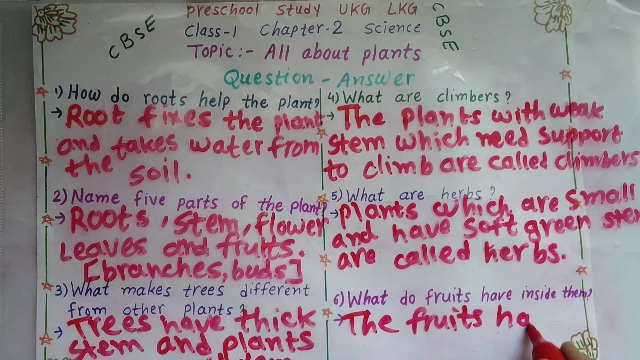 Preschool Study UKG LKG
CBSE
CBSE
Class-1 Chapter-2 Science
Topic:- All about plants
Question - Answer
1) How do roots help the plant?
→ Root fixes the plant
and takes water from
the soil.
2) Name five parts of the plant
→ Roots, stem, flower
leaves and fruits.
[branches, buds]
3) What makes trees different
from other plants?
→ Trees have thick
stem and plants
4) What are climbers?
→ The plants with weak
stem which need support
to climb are called climbers
5) What are herbs?
→ plants which are small
and have soft green stem
are called herbs.
6) What do fruits have inside them?
→ The fruits ha